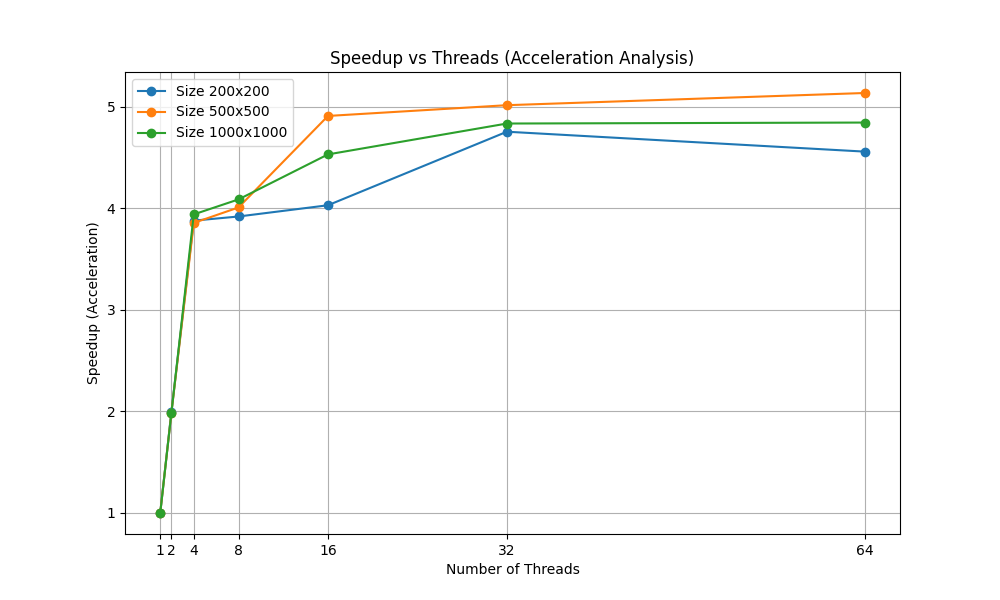 Speedup vs Threads (Acceleration Analysis)
Size 200x200
Size 500x500
Size 1000x1000
Speedup (Acceleration)
5
4
3
2
1
1 2 4 8 16 32 64
Number of Threads